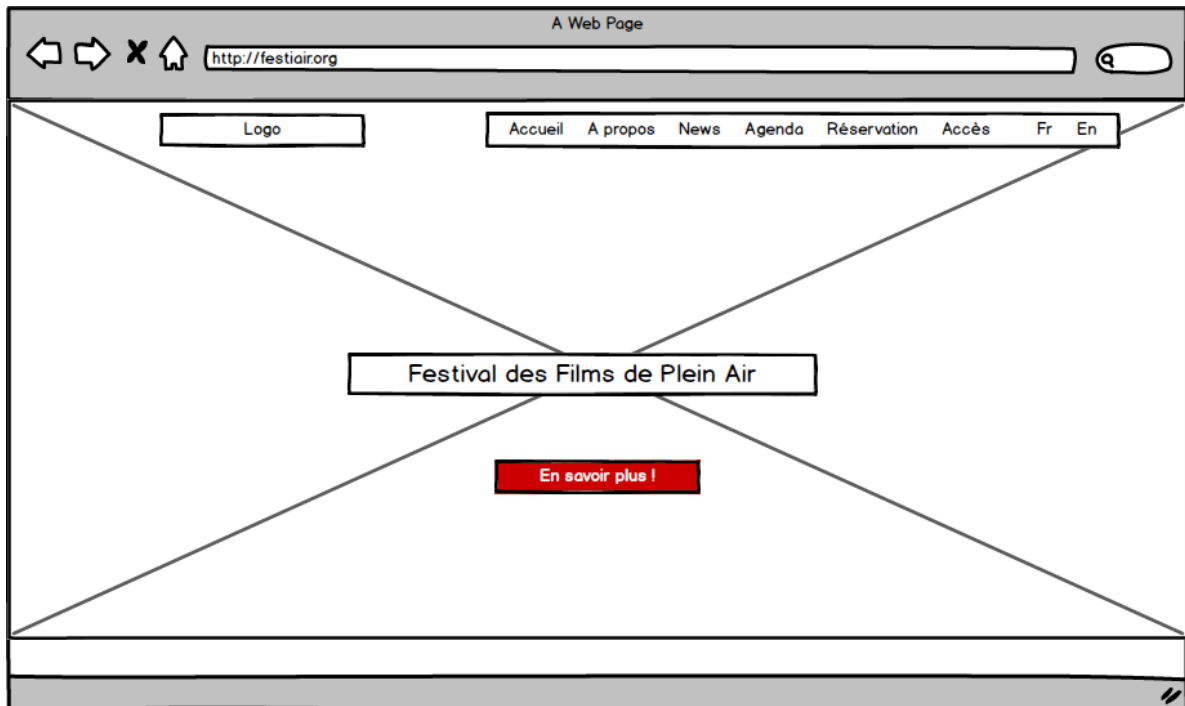 A Web Page
http://festiair.org
Logo
Accueil A propos News Agenda Réservation Accès Fr En
Festival des Films de Plein Air
En savoir plus !